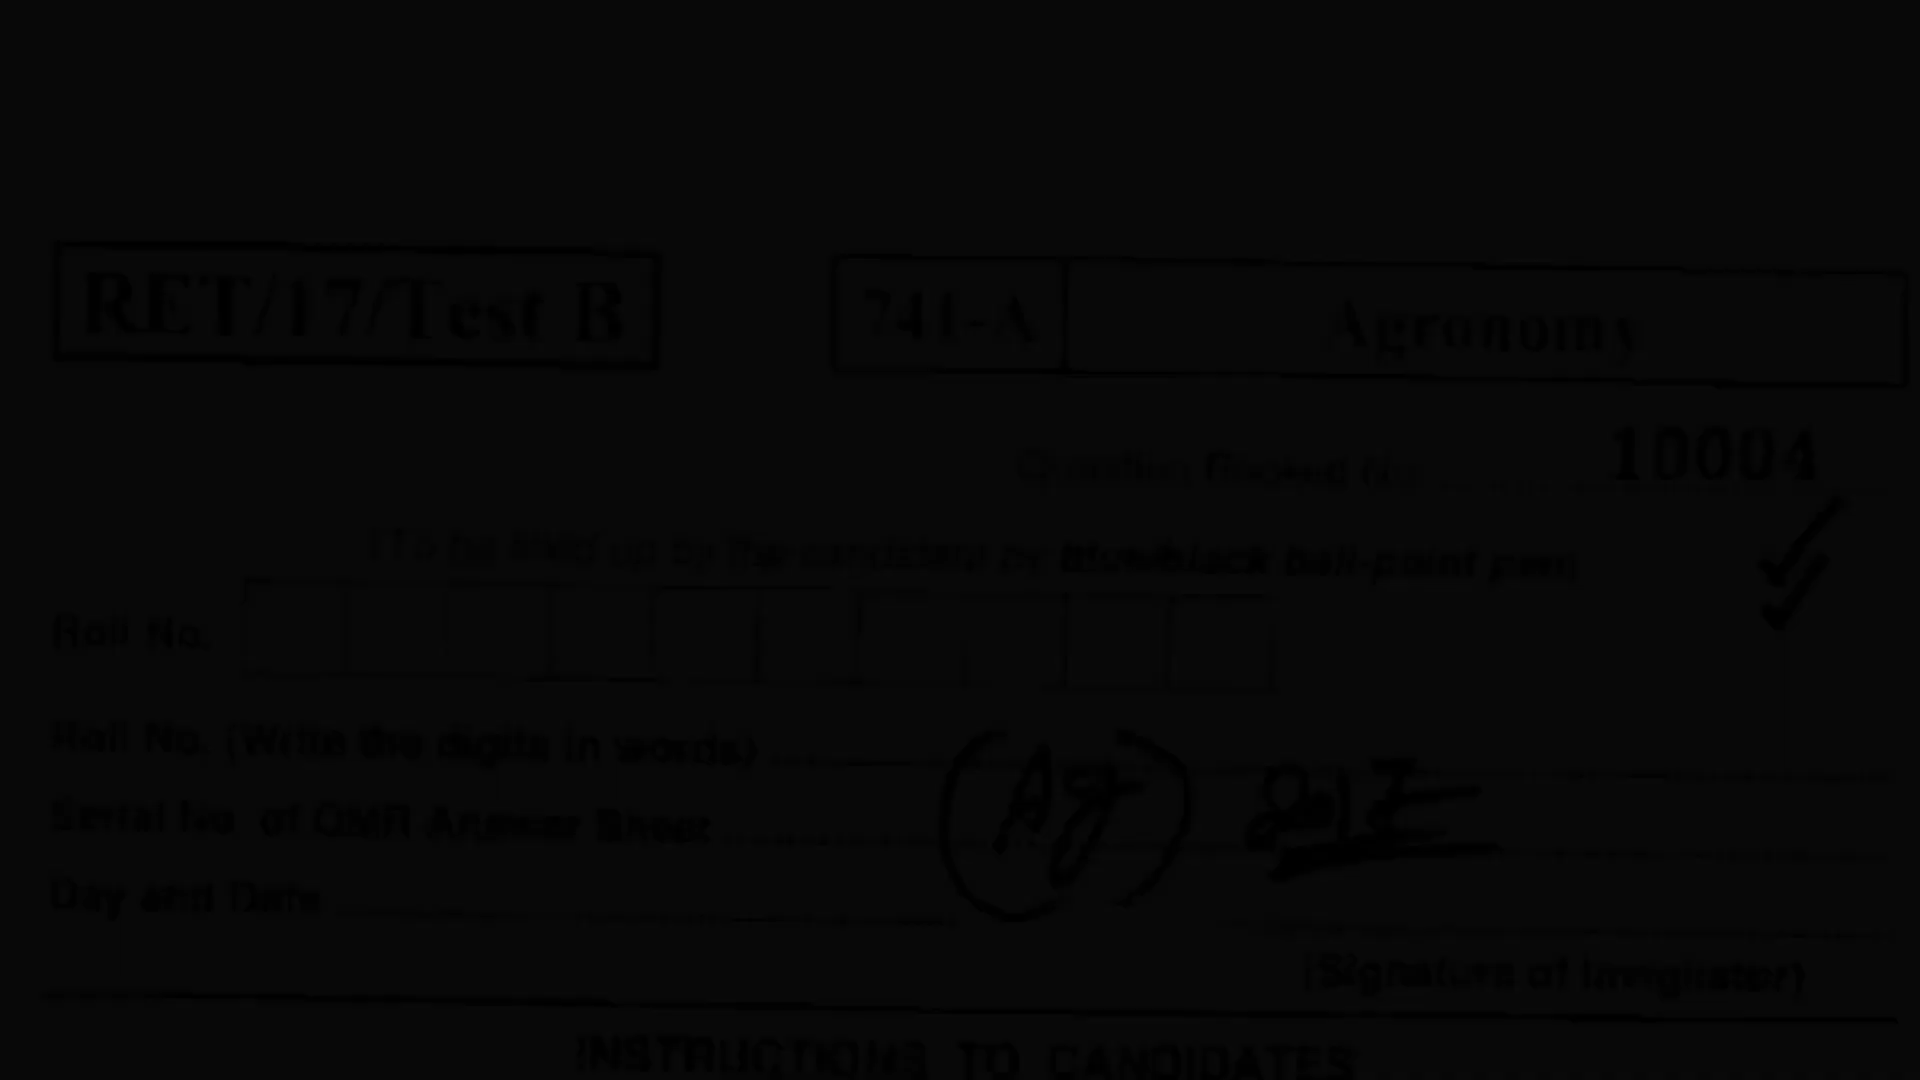 RET/17/Test B
741-A Agronomy
Question Booklet No. 10004
(To be filled up by the candidate by blue/black ball-point pen)
Roll No.
Roll No. (Write the digits in words)
Serial No. of OMR Answer Sheet
(Ag) 2017
Day and Date
(Signature of Invigilator)
INSTRUCTIONS TO CANDIDATES